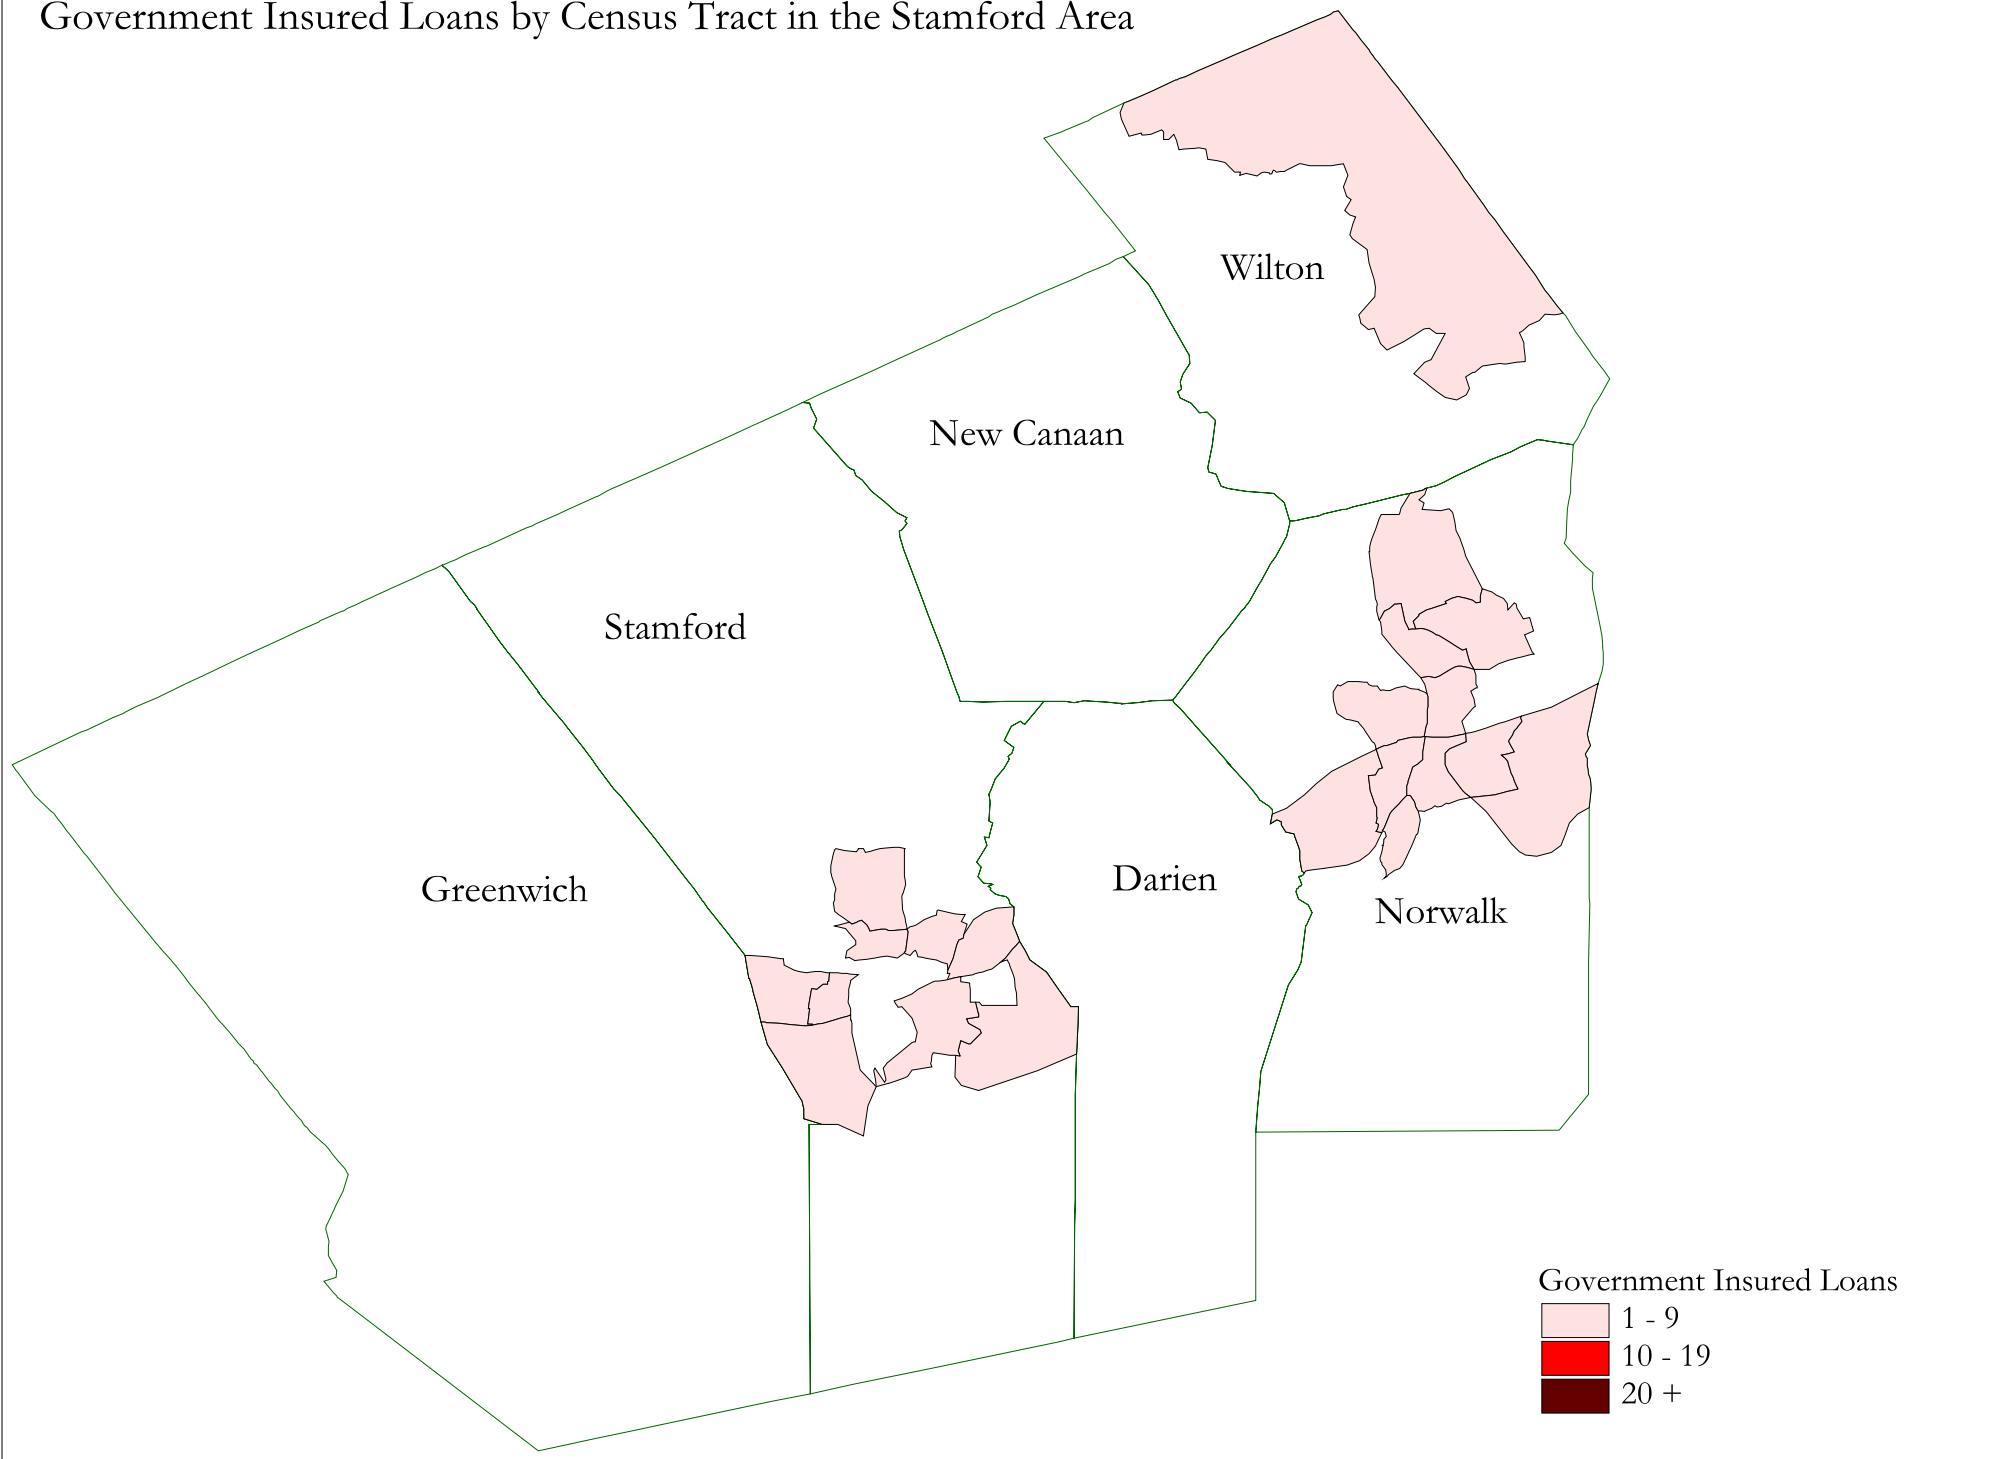 Government Insured Loans by Census Tract in the Stamford Area
Wilton
New Canaan
Stamford
Darien
Greenwich
Norwalk
Government Insured Loans
1 - 9
10 - 19
20 +